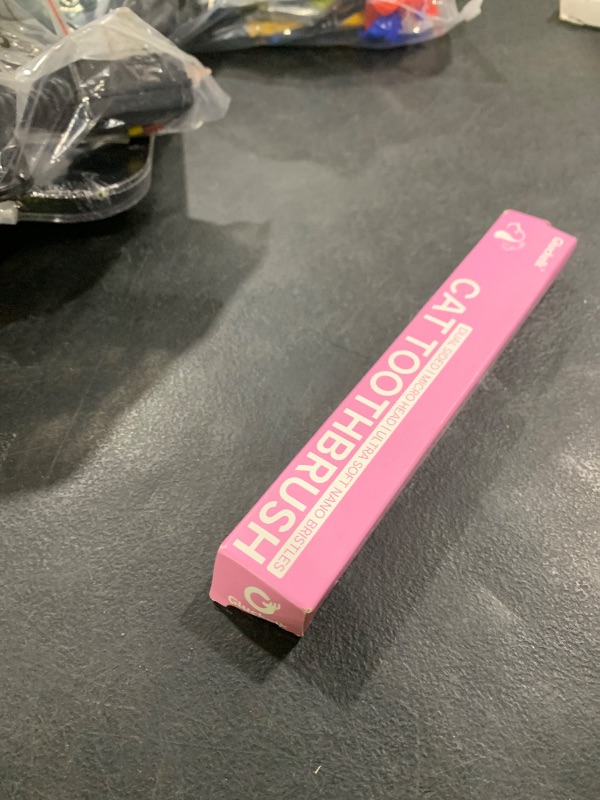 CAT TOOTHBRUSH
DUAL SIDED | MICRO HEAD | ULTRA SOFT NANO BRISTLES